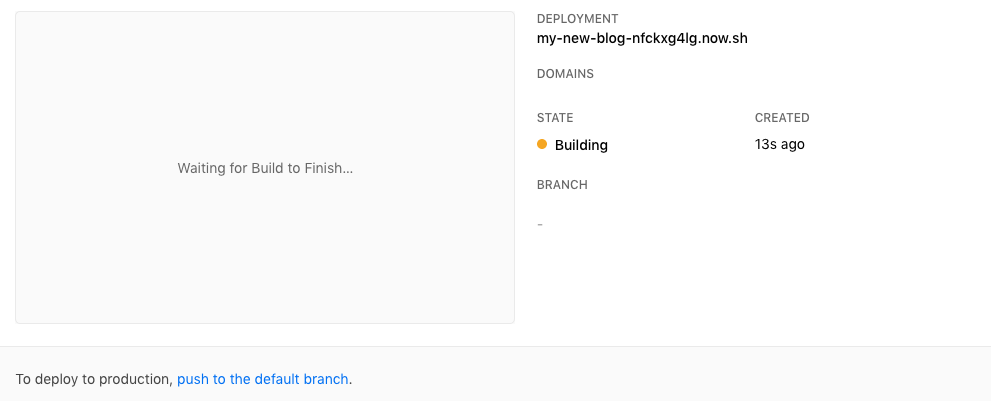 Waiting for Build to Finish...
DEPLOYMENT
my-new-blog-nfckxg4lg.now.sh
DOMAINS
STATE
CREATED
Building
13s ago
BRANCH
-
To deploy to production, push to the default branch.